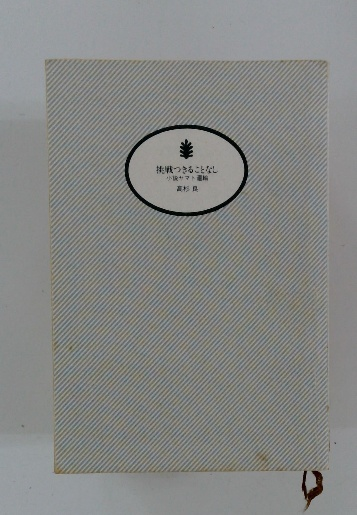 挑戦つきることなし
小説ヤマト運輸
高杉 良